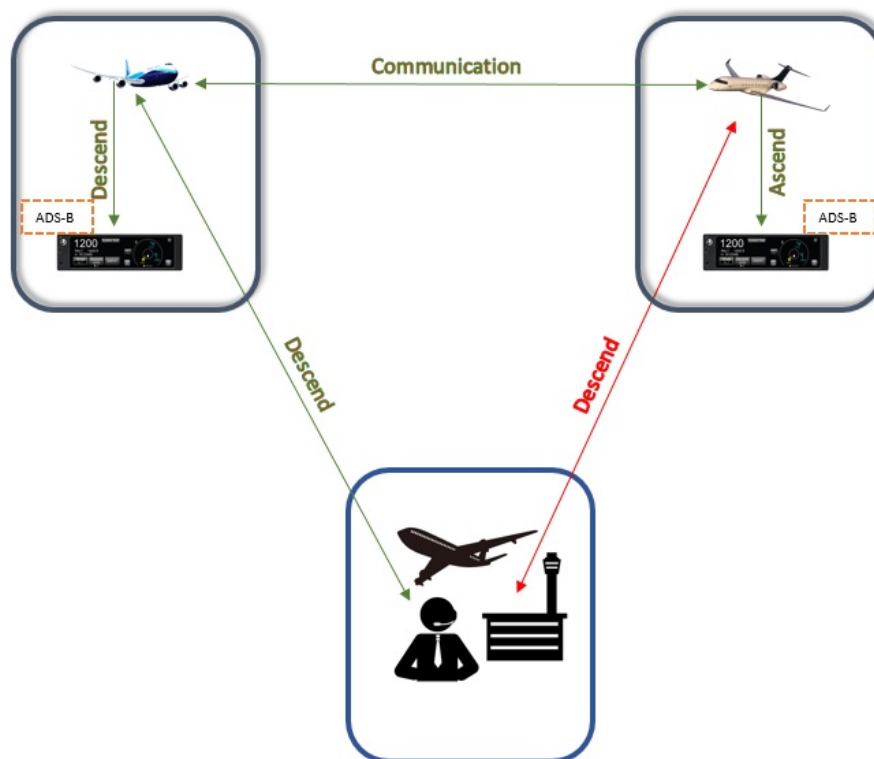 Communication
Descend
Ascend
ADS-B
ADS-B
1200
1200
Descend
Descend